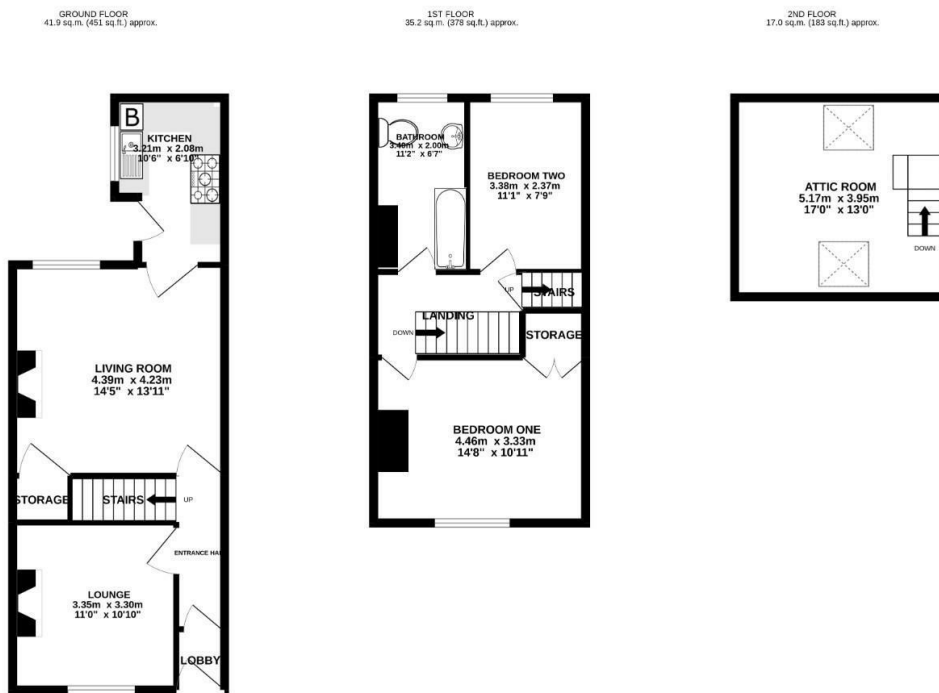 GROUND FLOOR
41.9 sq.m. (451 sq.ft.) approx.
B
KITCHEN
3.21m x 2.08m
10'6" x 6'10"
LIVING ROOM
4.39m x 4.23m
14'5" x 13'11"
STORAGE
STAIRS
UP
ENTRANCE HA
LOUNGE
3.35m x 3.30m
11'0" x 10'10"
LOBBY
1ST FLOOR
35.2 sq.m. (378 sq.ft.) approx.
BATHROOM
3.40m x 2.00m
11'2" x 6'7"
BEDROOM TWO
3.38m x 2.37m
11'1" x 7'9"
UP
STAIRS
LANDING
DOWN
STORAGE
BEDROOM ONE
4.46m x 3.33m
14'8" x 10'11"
2ND FLOOR
17.0 sq.m. (183 sq.ft.) approx.
ATTIC ROOM
5.17m x 3.95m
17'0" x 13'0"
DOWN